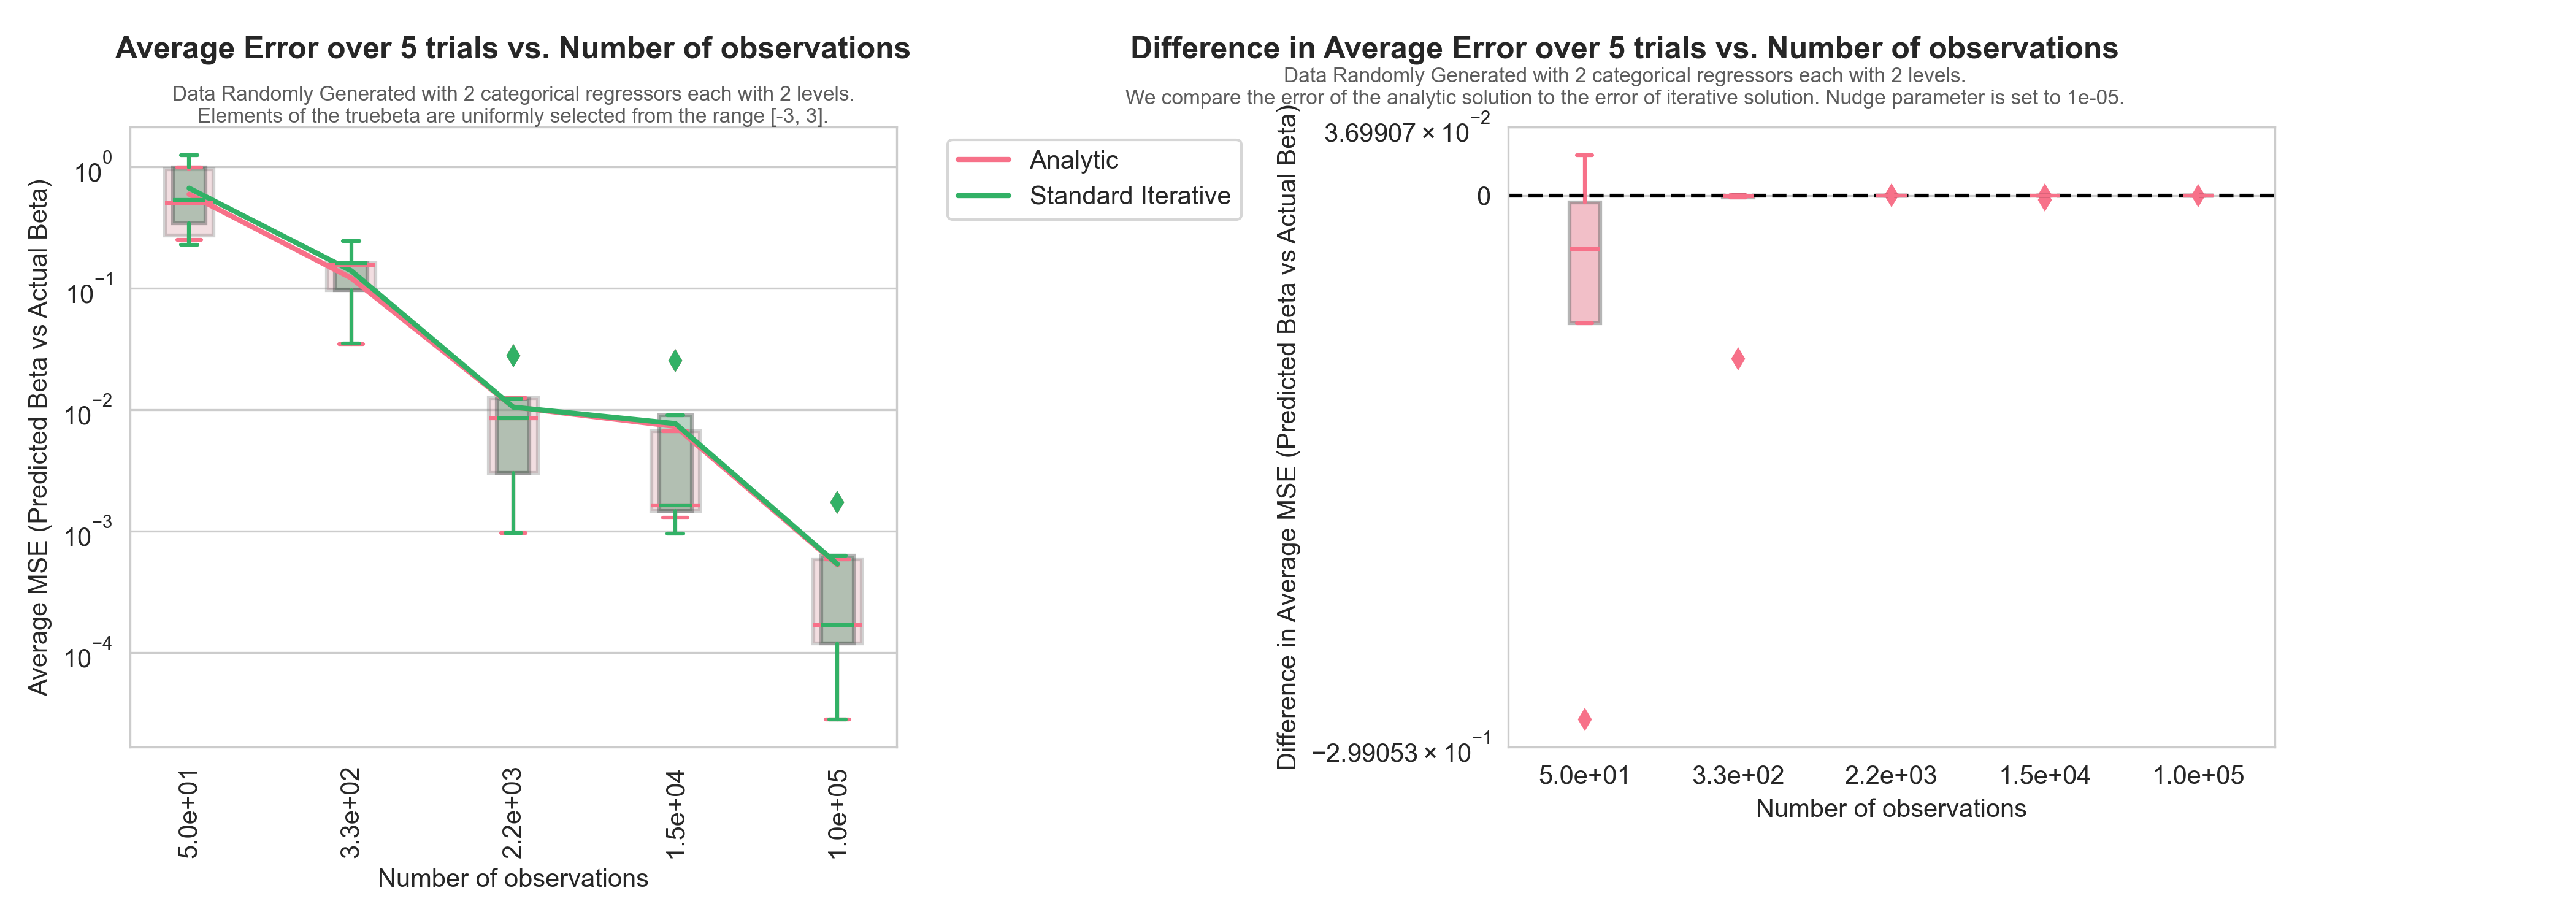 Average Error over 5 trials vs. Number of observations
Data Randomly Generated with 2 categorical regressors each with 2 levels.
Elements of the truebeta are uniformly selected from the range [-3, 3].
Average MSE (Predicted Beta vs Actual Beta)
10^0
10^−1
10^−2
10^−3
10^−4
5.0e+01
3.3e+02
2.2e+03
1.5e+04
1.0e+05
Number of observations
Analytic
Standard Iterative
Difference in Average Error over 5 trials vs. Number of observations
Data Randomly Generated with 2 categorical regressors each with 2 levels.
We compare the error of the analytic solution to the error of iterative solution. Nudge parameter is set to 1e-05.
Difference in Average MSE (Predicted Beta vs Actual Beta)
3.69907 × 10^−2
0
−2.99053 × 10^−1
5.0e+01
3.3e+02
2.2e+03
1.5e+04
1.0e+05
Number of observations